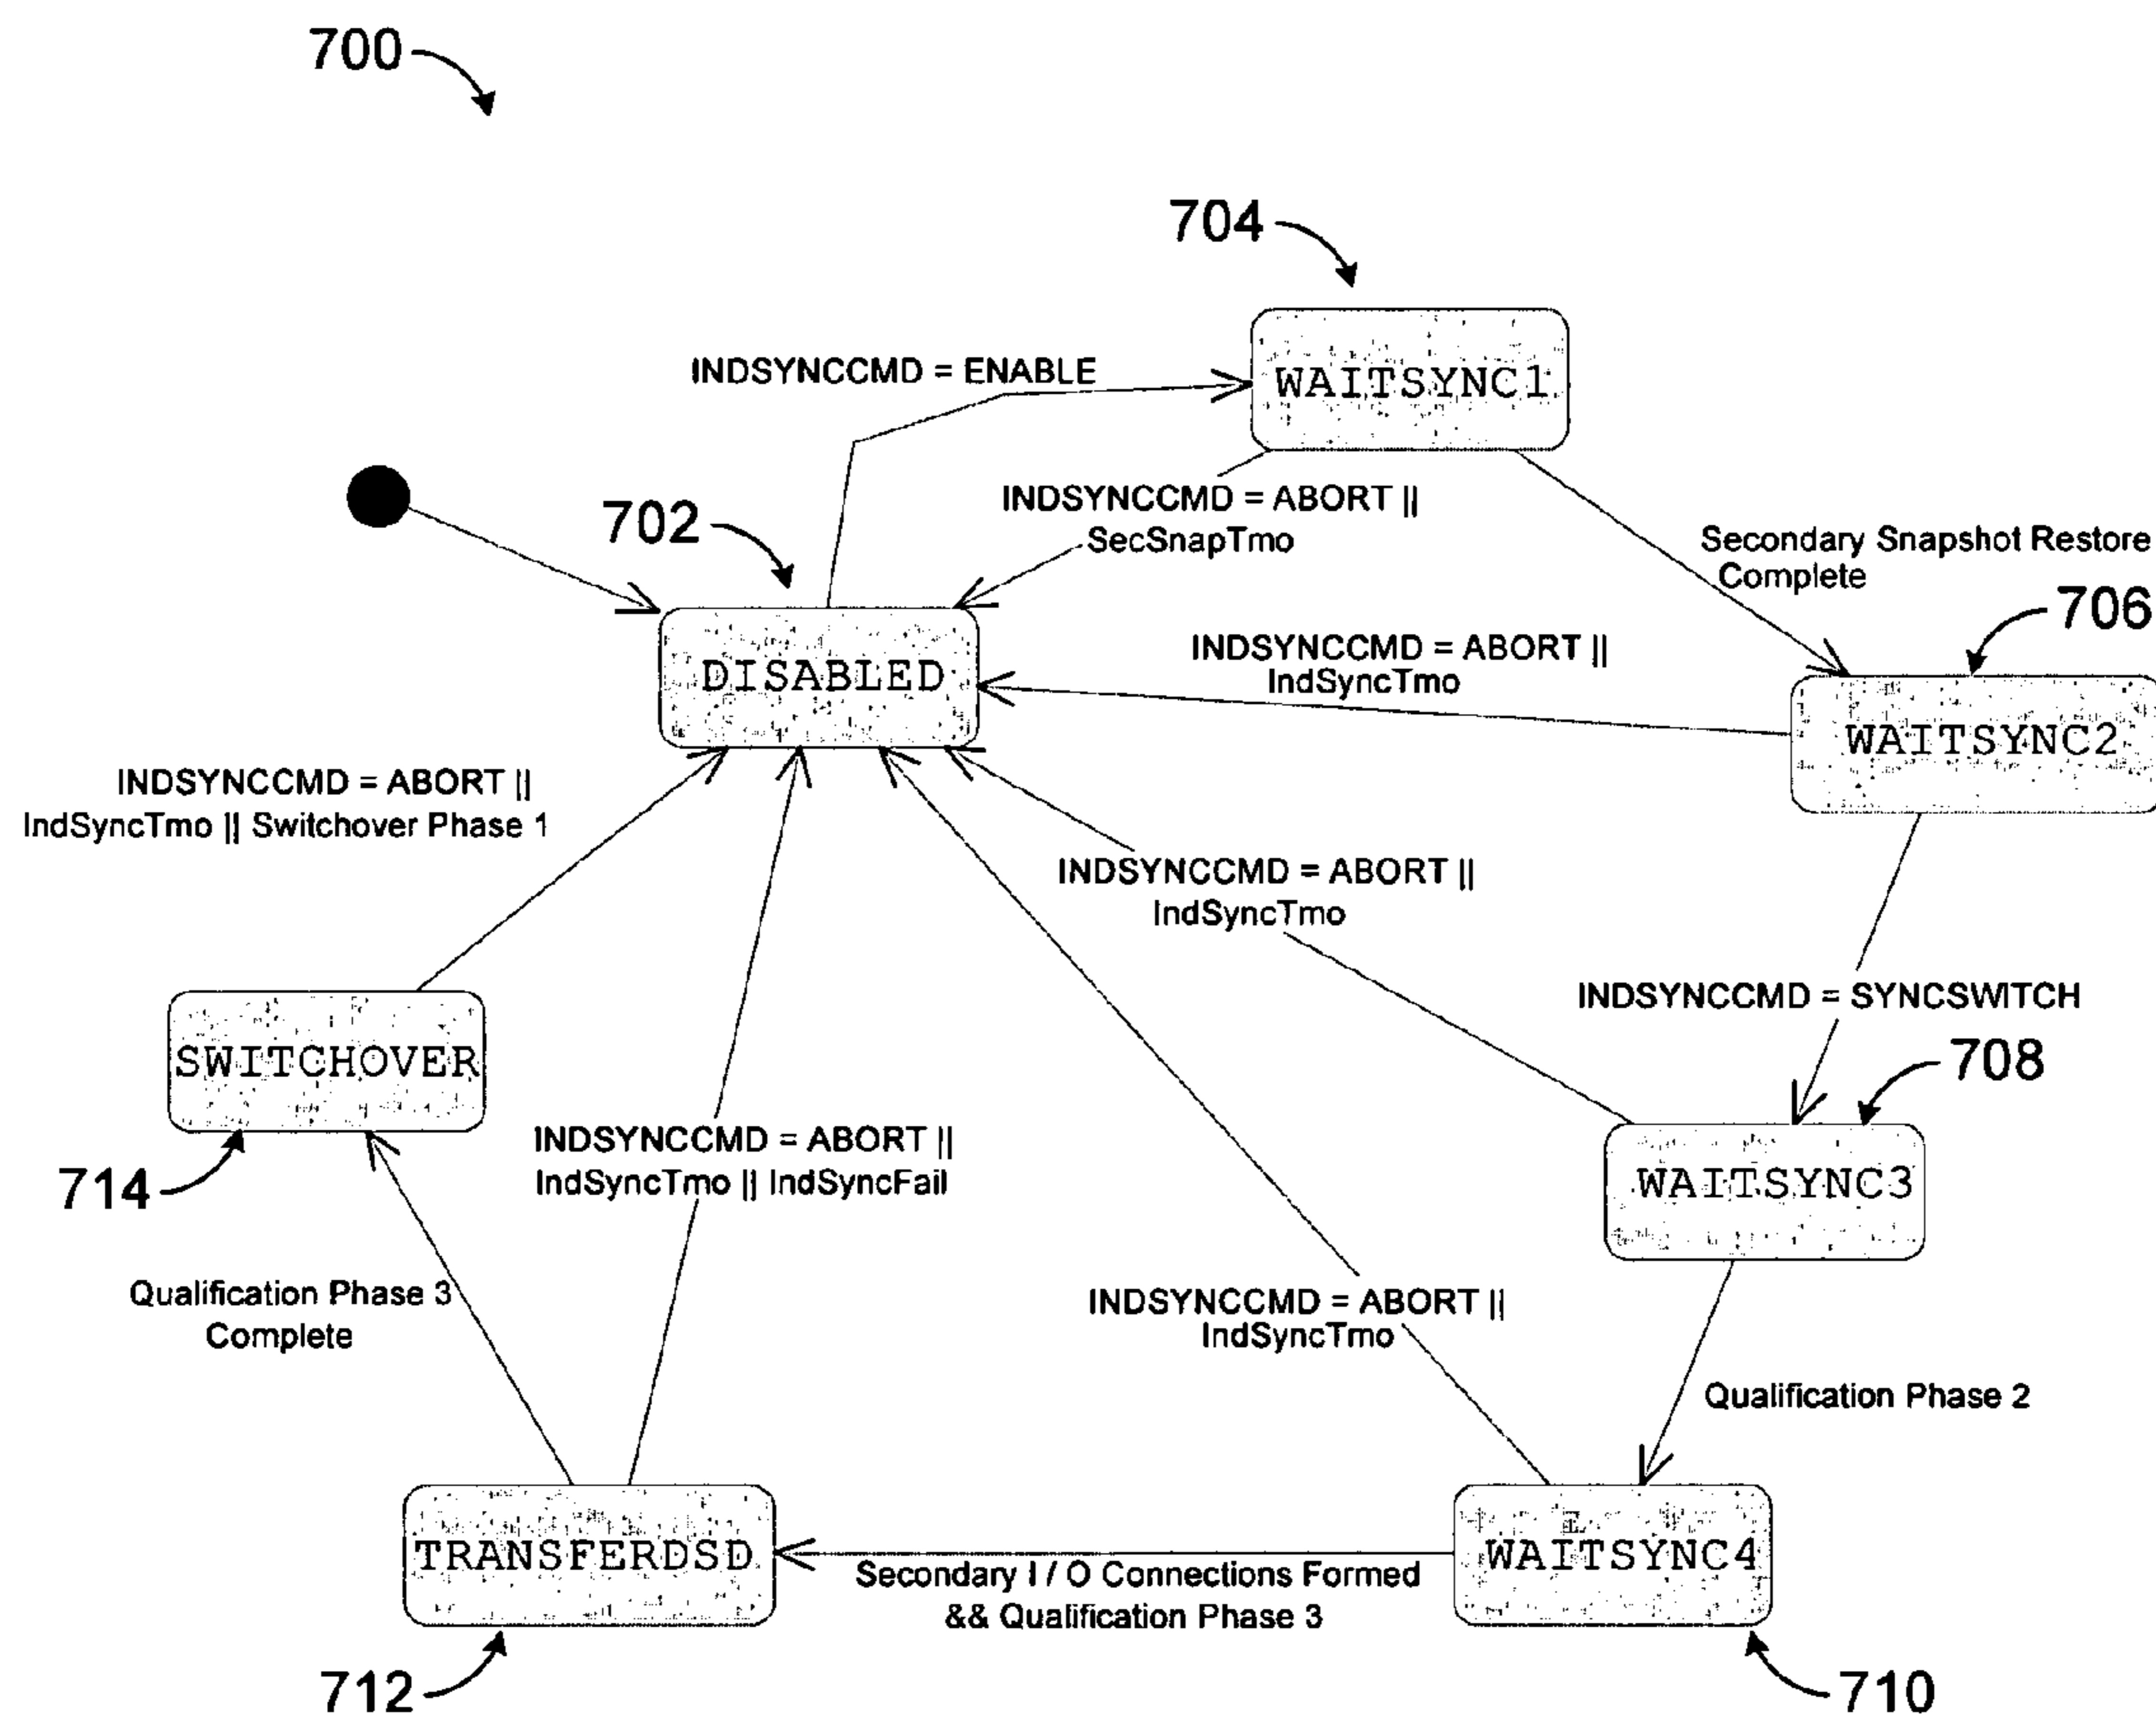 700
704
WAITSYNC1
INDSYNCCMD = ENABLE
INDSYNCCMD = ABORT ||
SecSnapTmo
702
Secondary Snapshot Restore
Complete
706
DISABLED
INDSYNCCMD = ABORT ||
IndSyncTmo
WAITSYNC2
INDSYNCCMD = ABORT ||
IndSyncTmo || Switchover Phase 1
INDSYNCCMD = ABORT ||
IndSyncTmo
INDSYNCCMD = SYNCSWITCH
708
SWITCHOVER
714
INDSYNCCMD = ABORT ||
IndSyncTmo || IndSyncFail
WAITSYNC3
Qualification Phase 3
Complete
INDSYNCCMD = ABORT ||
IndSyncTmo
Qualification Phase 2
TRANSFERDSD
Secondary I / O Connections Formed
&& Qualification Phase 3
WAITSYNC4
712
710